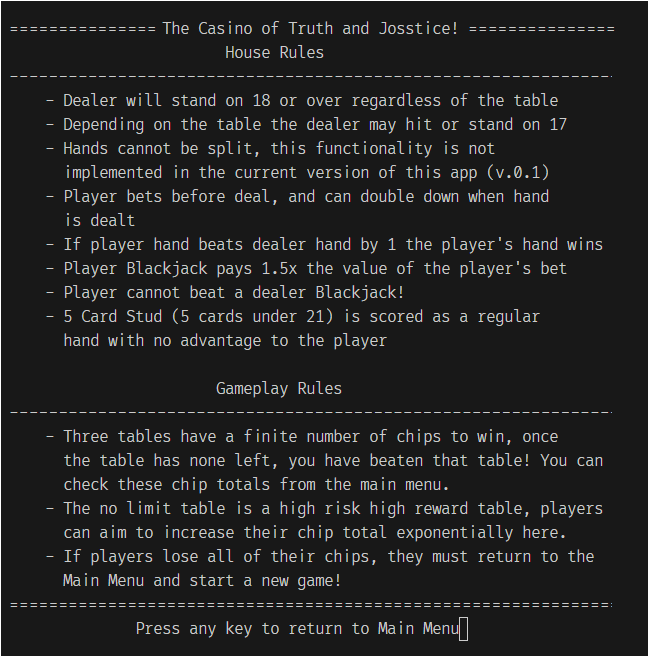 =============== The Casino of Truth and Josstice! ===============
House Rules
-------------------------------------------------------------------
- Dealer will stand on 18 or over regardless of the table
- Depending on the table the dealer may hit or stand on 17
- Hands cannot be split, this functionality is not
implemented in the current version of this app (v.0.1)
- Player bets before deal, and can double down when hand
is dealt
- If player hand beats dealer hand by 1 the player's hand wins
- Player Blackjack pays 1.5x the value of the player's bet
- Player cannot beat a dealer Blackjack!
- 5 Card Stud (5 cards under 21) is scored as a regular
hand with no advantage to the player
Gameplay Rules
-------------------------------------------------------------------
- Three tables have a finite number of chips to win, once
the table has none left, you have beaten that table! You can
check these chip totals from the main menu.
- The no limit table is a high risk high reward table, players
can aim to increase their chip total exponentially here.
- If players lose all of their chips, they must return to the
Main Menu and start a new game!
===================================================================
Press any key to return to Main Menu